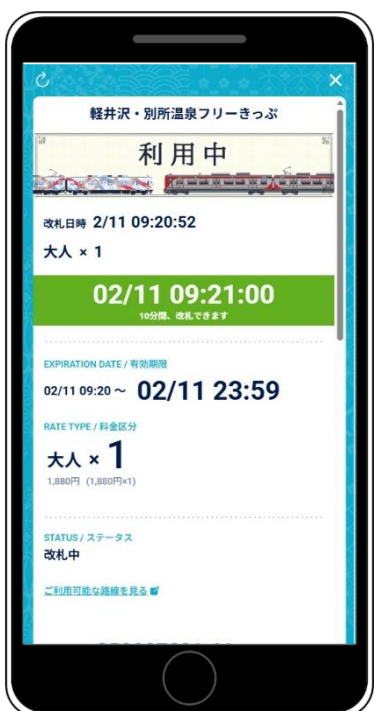 軽井沢・別所温泉フリーきっぷ
利用中
改札日時 2/11 09:20:52
大人 × 1
02/11 09:21:00
10分間、改札できます
EXPIRATION DATE / 有効期限
02/11 09:20 ～ 02/11 23:59
RATE TYPE / 料金区分
大人 × 1
1,880円 (1,880円×1)
STATUS / ステータス
改札中
ご利用可能な路線を見る